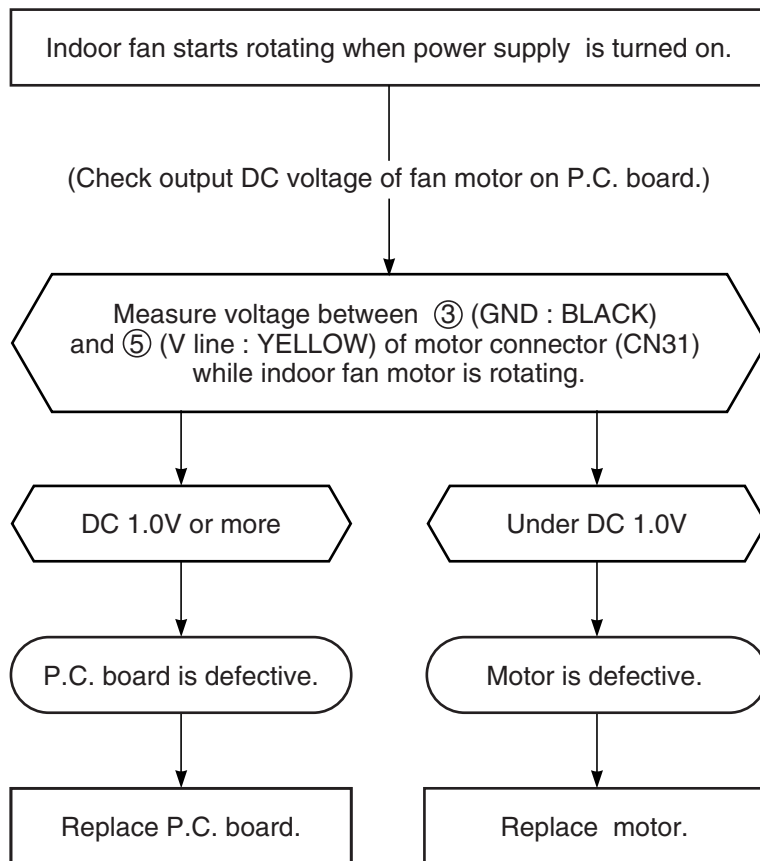 Indoor fan starts rotating when power supply is turned on.
(Check output DC voltage of fan motor on P.C. board.)
Measure voltage between ③ (GND : BLACK)
and ⑤ (V line : YELLOW) of motor connector (CN31)
while indoor fan motor is rotating.
DC 1.0V or more
Under DC 1.0V
P.C. board is defective.
Motor is defective.
Replace P.C. board.
Replace motor.